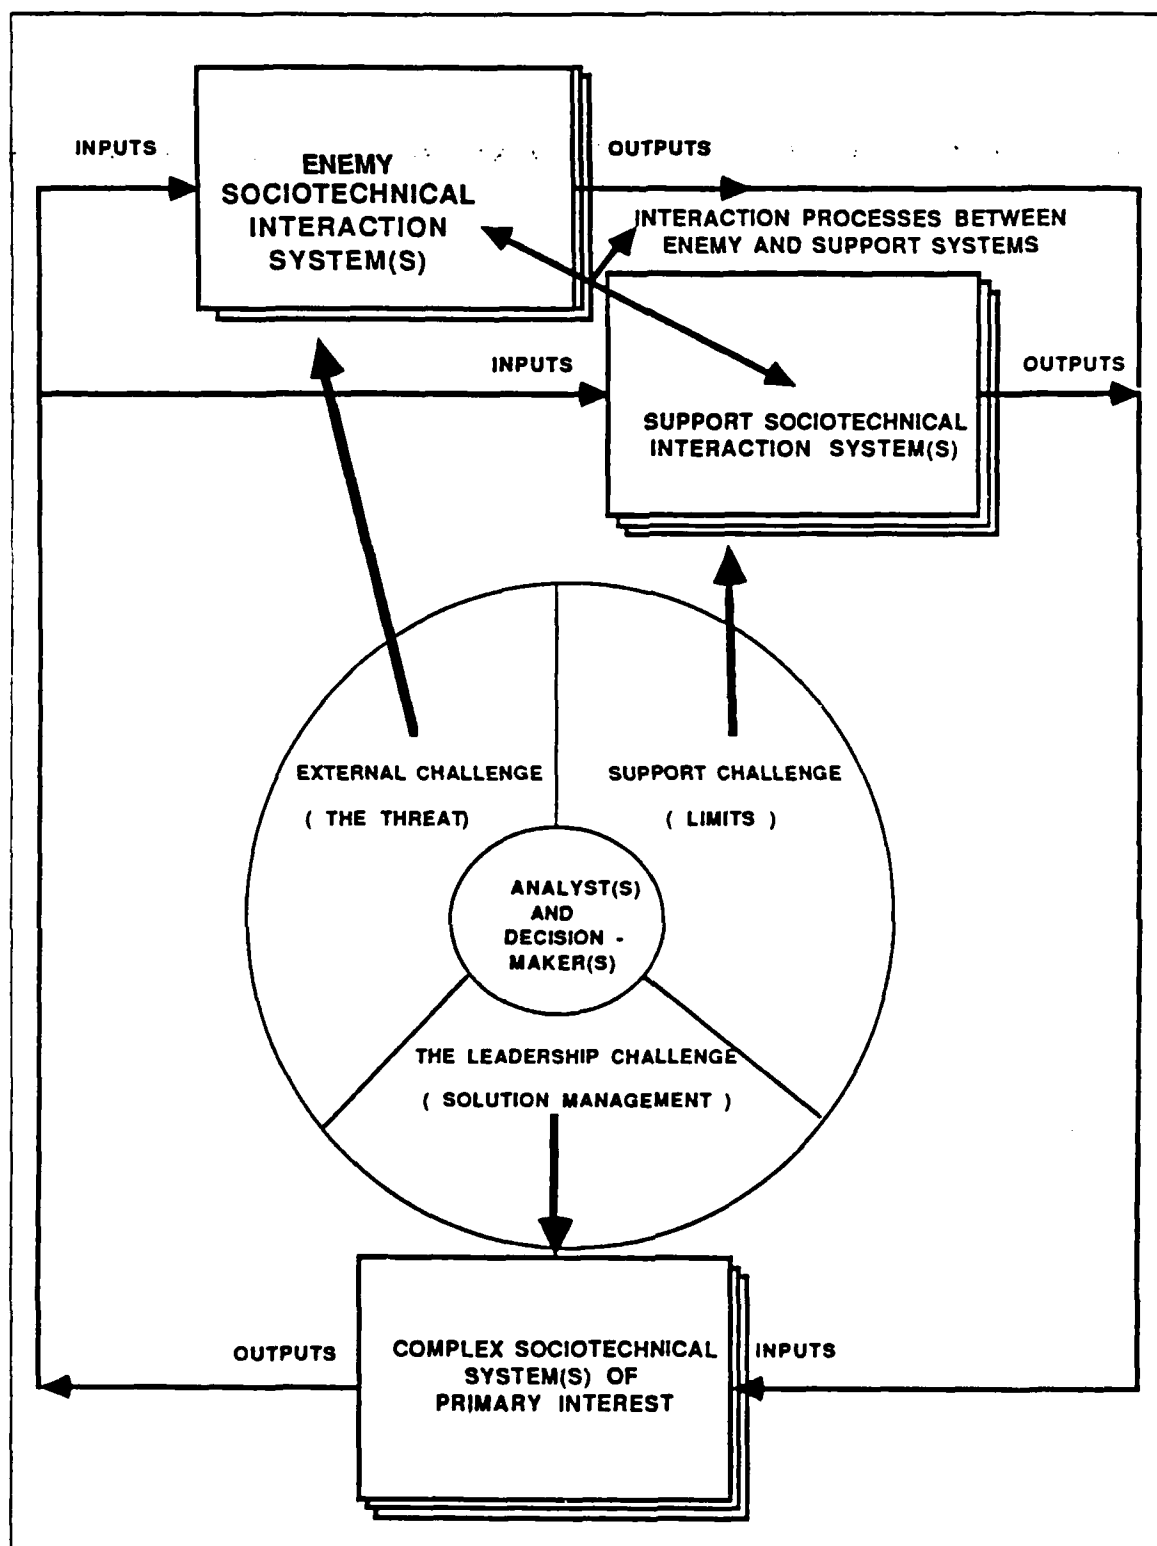 INPUTS
ENEMY
SOCIOTECHNICAL
INTERACTION
SYSTEM(S)
OUTPUTS
INTERACTION PROCESSES BETWEEN
ENEMY AND SUPPORT SYSTEMS
INPUTS
OUTPUTS
SUPPORT SOCIOTECHNICAL
INTERACTION SYSTEM(S)
EXTERNAL CHALLENGE
( THE THREAT)
SUPPORT CHALLENGE
( LIMITS )
ANALYST(S)
AND
DECISION -
MAKER(S)
THE LEADERSHIP CHALLENGE
( SOLUTION MANAGEMENT )
OUTPUTS
COMPLEX SOCIOTECHNICAL
SYSTEM(S) OF
PRIMARY INTEREST
INPUTS